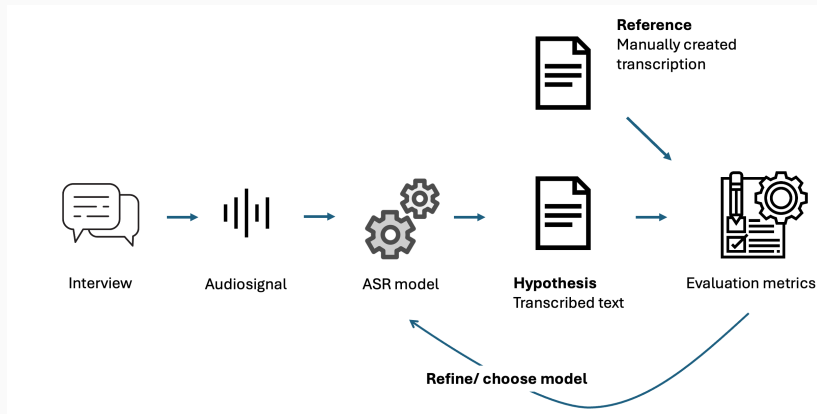 Reference
Manually created
transcription
Interview
Audiosignal
ASR model
Hypothesis
Transcribed text
Evaluation metrics
Refine/ choose model